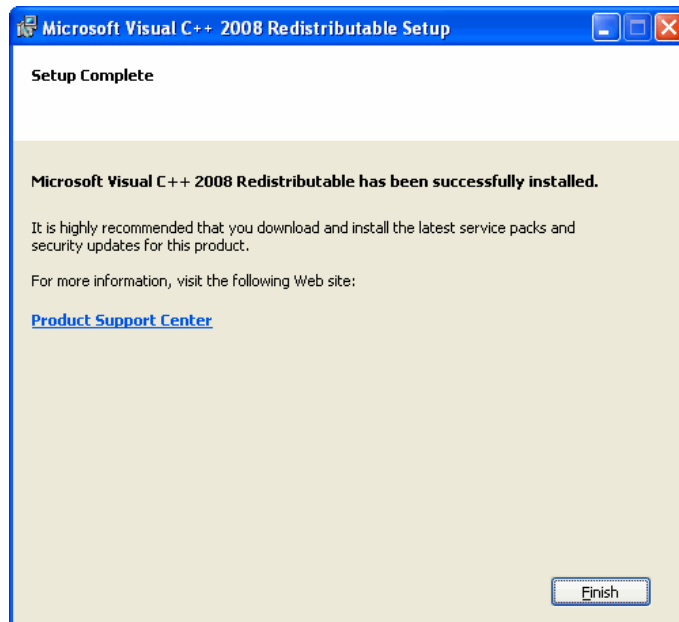 Microsoft Visual C++ 2008 Redistributable Setup
Setup Complete
Microsoft Visual C++ 2008 Redistributable has been successfully installed.
It is highly recommended that you download and install the latest service packs and
security updates for this product.
For more information, visit the following Web site:
Product Support Center
Finish